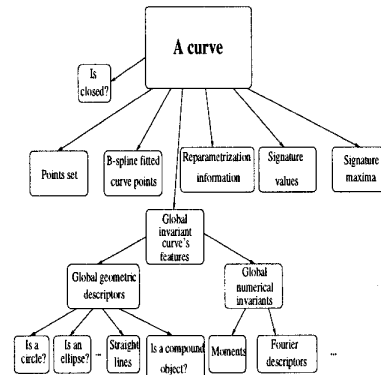 A curve
Is
closed?
Points set
B-spline fitted
curve points
Reparametrization
information
Signature
values
Signature
maxima
Global
invariant
curve's
features
Global geometric
descriptors
Global
numerical
invariants
Is a
circle?
Is an
ellipse?
...
Straight
lines
Is a compound
object?
Moments
Fourier
descriptors
...